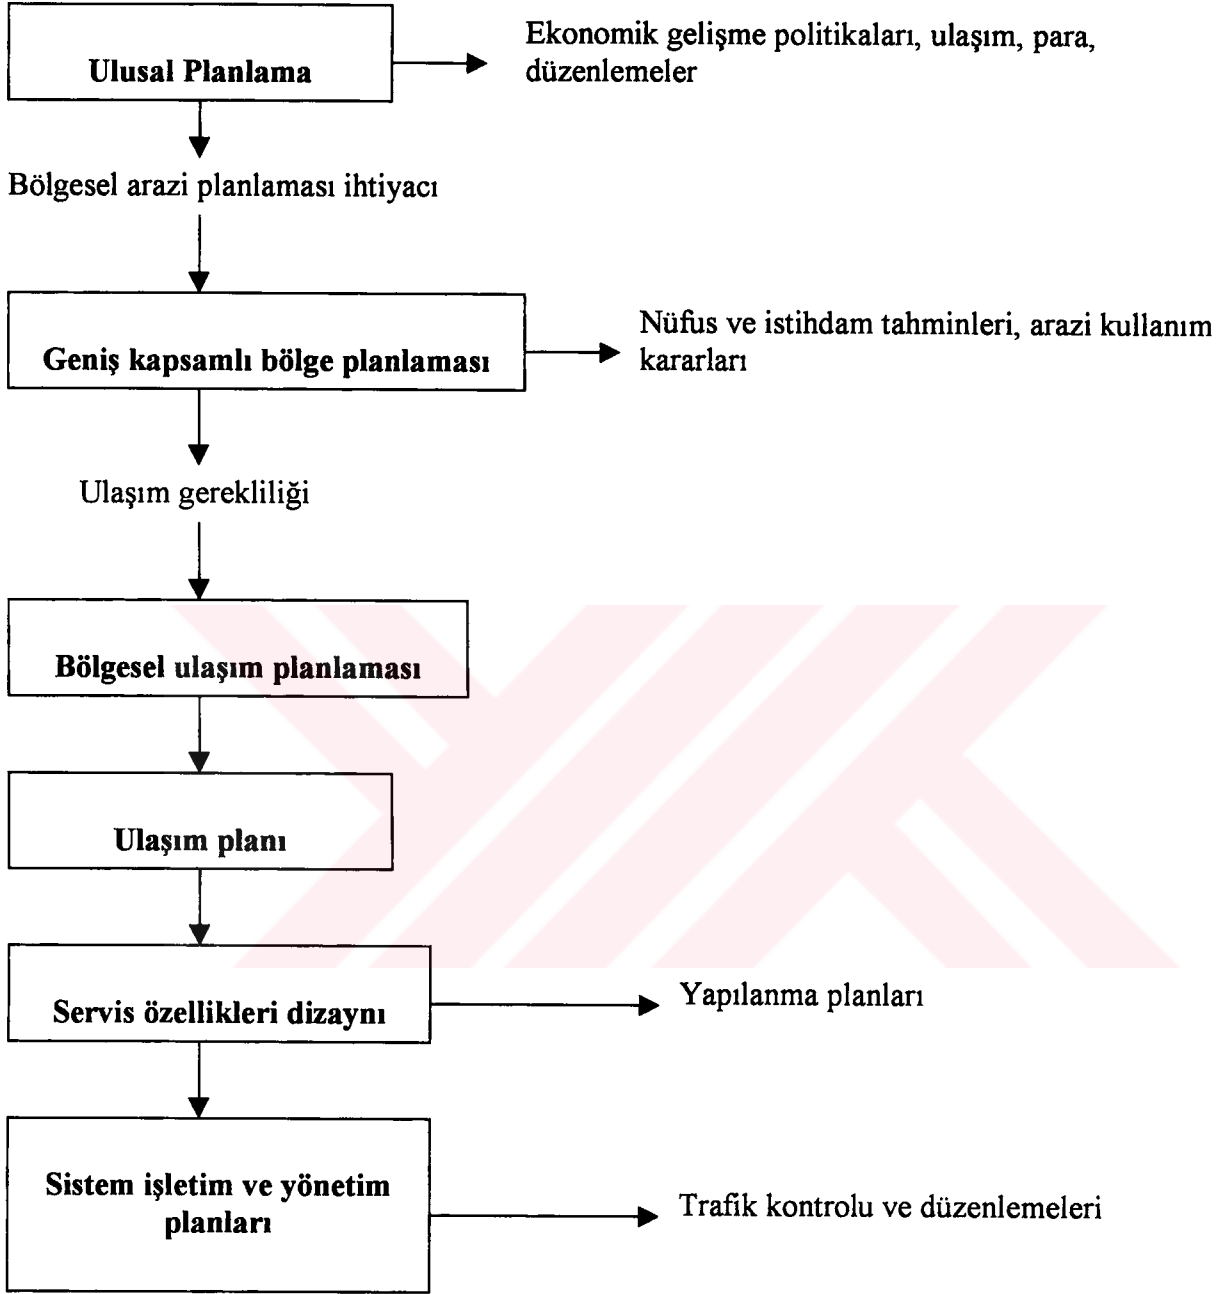 Ulusal Planlama
Ekonomik gelişme politikaları, ulaşım, para,
düzenlemeler
Bölgesel arazi planlaması ihtiyacı
Geniş kapsamlı bölge planlaması
Nüfus ve istihdam tahminleri, arazi kullanım
kararları
Ulaşım gerekliliği
Bölgesel ulaşım planlaması
Ulaşım planı
Servis özellikleri dizaynı
Yapılanma planları
Sistem işletim ve yönetim
planları
Trafik kontrolu ve düzenlemeleri